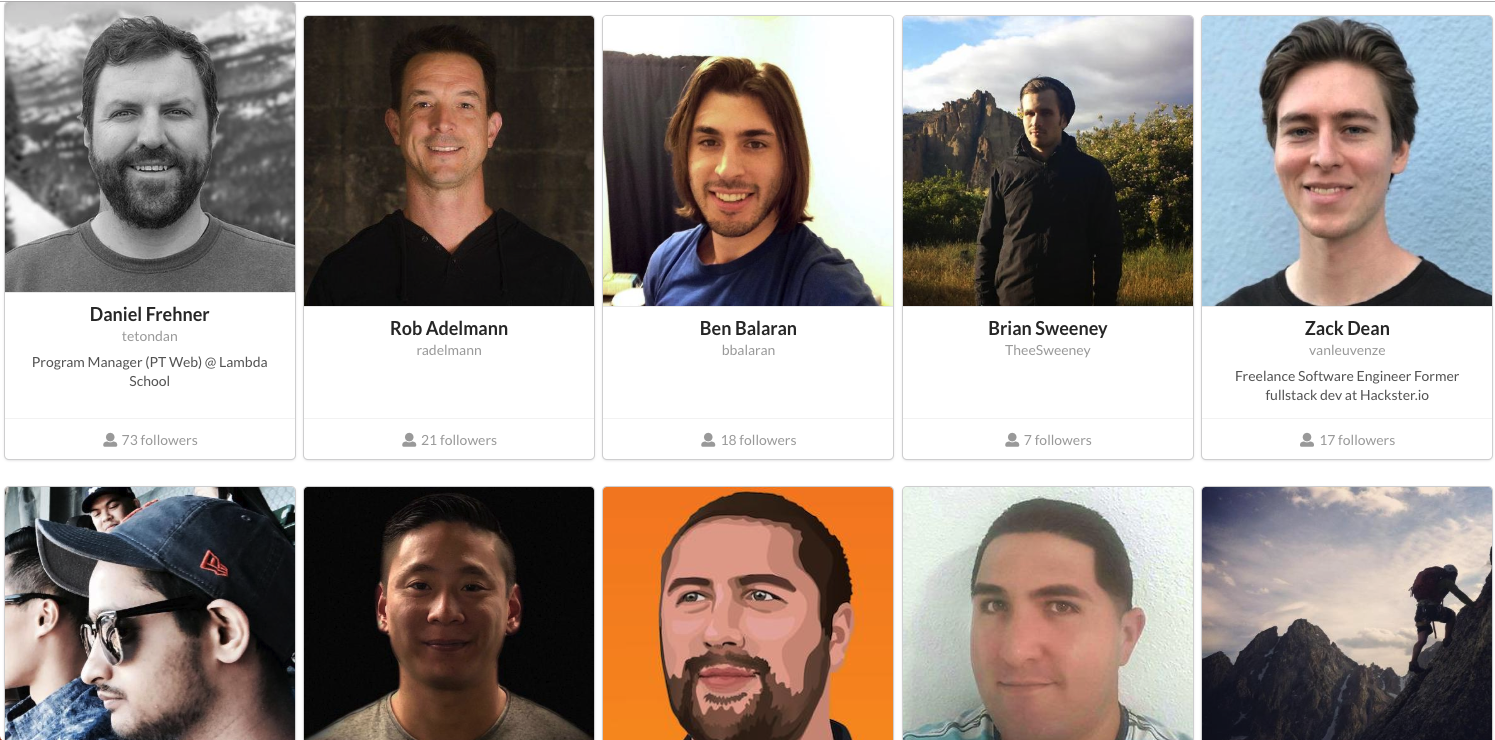 Daniel Frehner
tetondan
Program Manager (PT Web) @ Lambda
School
73 followers
Rob Adelmann
radelmann
21 followers
Ben Balaran
bbalaran
18 followers
Brian Sweeney
TheeSweeney
7 followers
Zack Dean
vanleuvenze
Freelance Software Engineer Former
fullstack dev at Hackster.io
17 followers